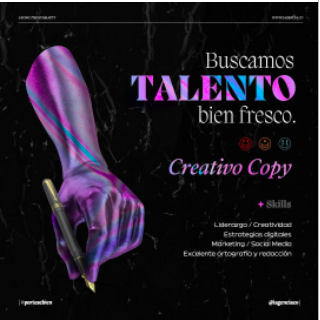 Buscamos
TALENTO
bien fresco.
Creativo Copy
Skills
Liderazgo / Creatividad
Estrategias digitales
Marketing / Social Media
Excelente ortografía y redacción